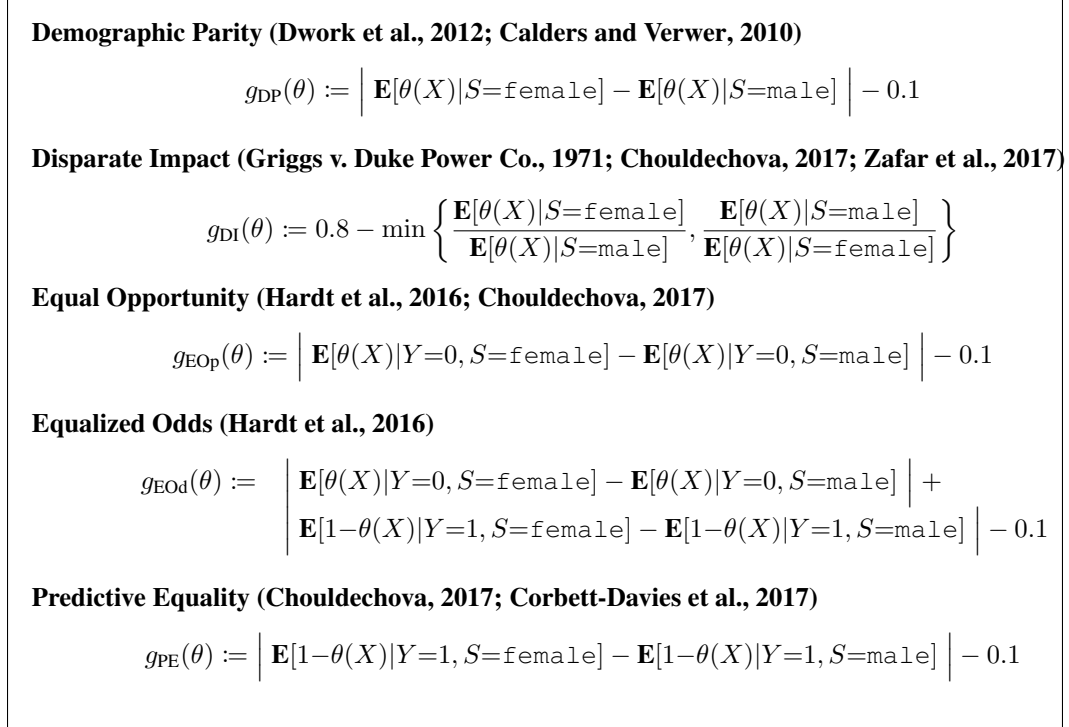 Demographic Parity (Dwork et al., 2012; Calders and Verwer, 2010)
g_DP(θ) := | E[θ(X)|S=female] − E[θ(X)|S=male] | − 0.1
Disparate Impact (Griggs v. Duke Power Co., 1971; Chouldechova, 2017; Zafar et al., 2017)
g_DI(θ) := 0.8 − min { E[θ(X)|S=female] / E[θ(X)|S=male] , E[θ(X)|S=male] / E[θ(X)|S=female] }
Equal Opportunity (Hardt et al., 2016; Chouldechova, 2017)
g_EOp(θ) := | E[θ(X)|Y=0, S=female] − E[θ(X)|Y=0, S=male] | − 0.1
Equalized Odds (Hardt et al., 2016)
g_EOd(θ) := | E[θ(X)|Y=0, S=female] − E[θ(X)|Y=0, S=male] | +
| E[1−θ(X)|Y=1, S=female] − E[1−θ(X)|Y=1, S=male] | − 0.1
Predictive Equality (Chouldechova, 2017; Corbett-Davies et al., 2017)
g_PE(θ) := | E[1−θ(X)|Y=1, S=female] − E[1−θ(X)|Y=1, S=male] | − 0.1